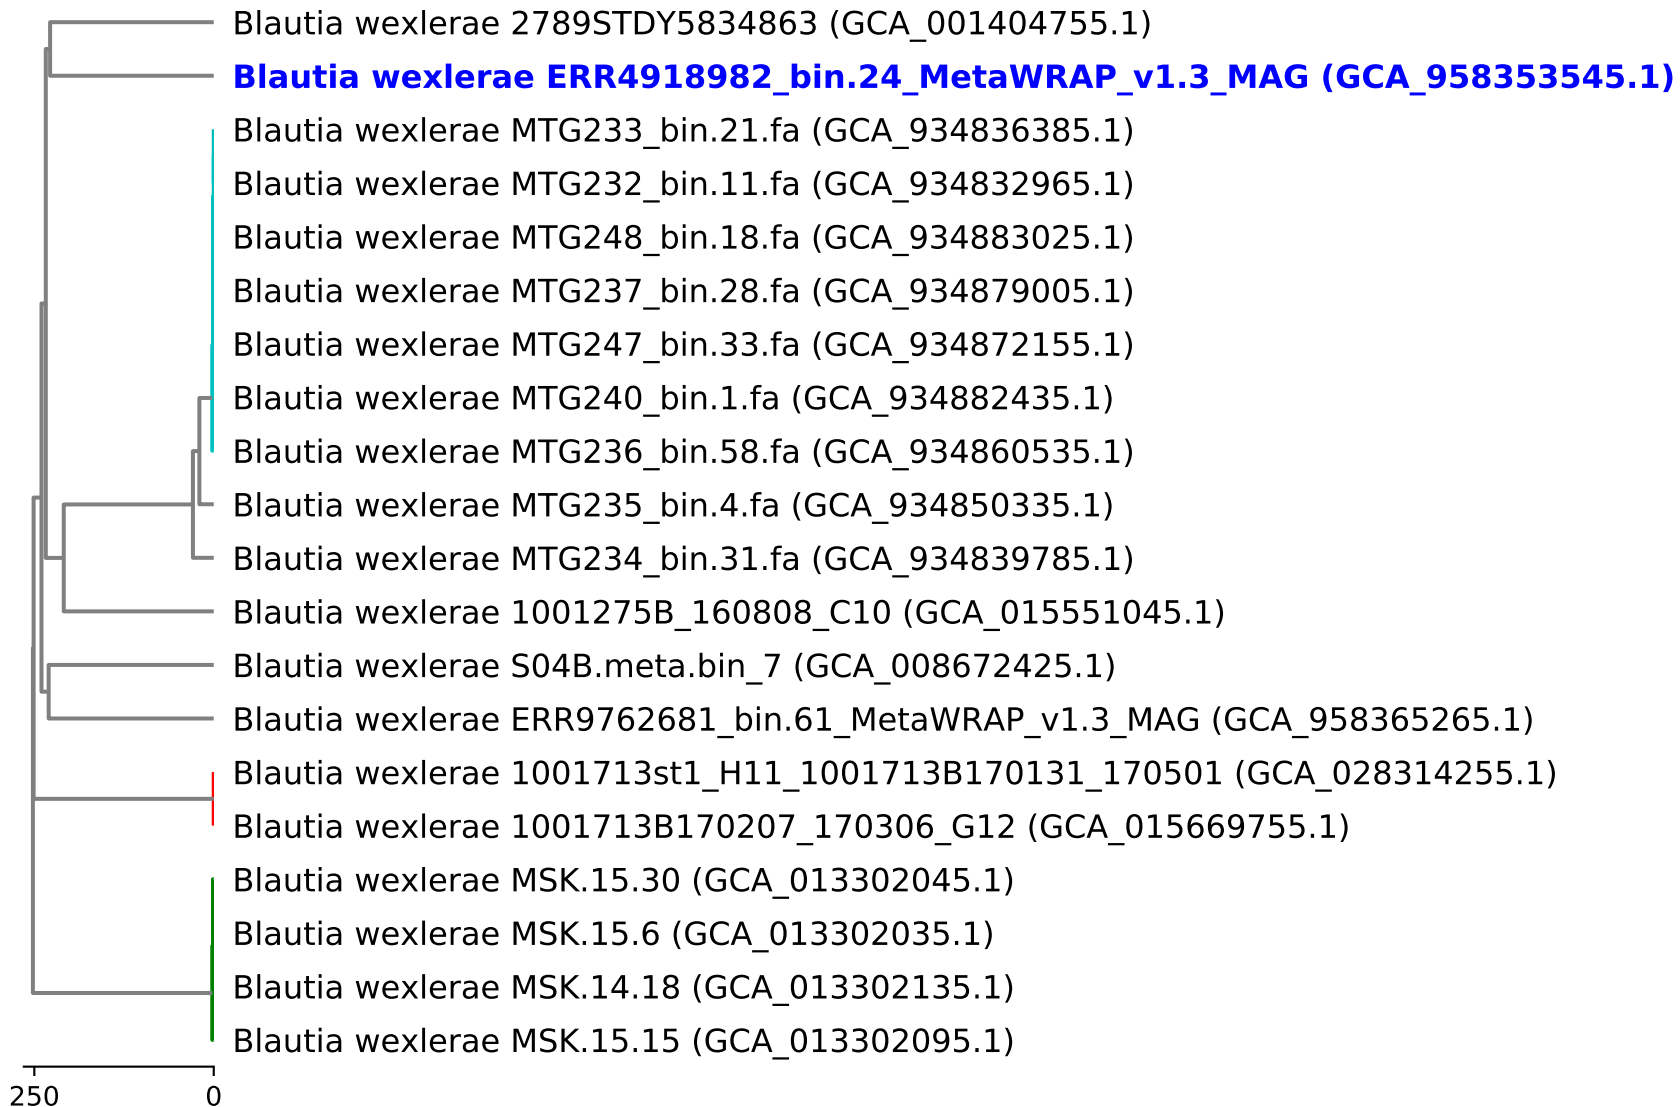 Blautia wexlerae 2789STDY5834863 (GCA_001404755.1)
Blautia wexlerae ERR4918982_bin.24_MetaWRAP_v1.3_MAG (GCA_958353545.1)
Blautia wexlerae MTG233_bin.21.fa (GCA_934836385.1)
Blautia wexlerae MTG232_bin.11.fa (GCA_934832965.1)
Blautia wexlerae MTG248_bin.18.fa (GCA_934883025.1)
Blautia wexlerae MTG237_bin.28.fa (GCA_934879005.1)
Blautia wexlerae MTG247_bin.33.fa (GCA_934872155.1)
Blautia wexlerae MTG240_bin.1.fa (GCA_934882435.1)
Blautia wexlerae MTG236_bin.58.fa (GCA_934860535.1)
Blautia wexlerae MTG235_bin.4.fa (GCA_934850335.1)
Blautia wexlerae MTG234_bin.31.fa (GCA_934839785.1)
Blautia wexlerae 1001275B_160808_C10 (GCA_015551045.1)
Blautia wexlerae S04B.meta.bin_7 (GCA_008672425.1)
Blautia wexlerae ERR9762681_bin.61_MetaWRAP_v1.3_MAG (GCA_958365265.1)
Blautia wexlerae 1001713st1_H11_1001713B170131_170501 (GCA_028314255.1)
Blautia wexlerae 1001713B170207_170306_G12 (GCA_015669755.1)
Blautia wexlerae MSK.15.30 (GCA_013302045.1)
Blautia wexlerae MSK.15.6 (GCA_013302035.1)
Blautia wexlerae MSK.14.18 (GCA_013302135.1)
Blautia wexlerae MSK.15.15 (GCA_013302095.1)
250 0